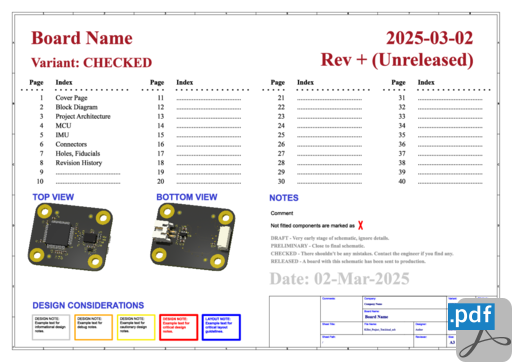 Board Name
2025-03-02
Variant: CHECKED
Rev + (Unreleased)
Page Index Page Index Page Index Page Index
1 Cover Page 11 21 31
2 Block Diagram 12 22 32
3 Project Architecture 13 23 33
4 MCU 14 24 34
5 IMU 15 25 35
6 Connectors 16 26 36
7 Holes, Fiducials 17 27 37
8 Revision History 18 28 38
9 19 29 39
10 20 30 40
TOP VIEW
BOTTOM VIEW
NOTES
Comment
Not fitted components are marked as X
DRAFT - Very early stage of schematic, ignore details.
PRELIMINARY - Close to final schematic.
CHECKED - There shouldn't be any mistakes. Contact the engineer if you find any.
RELEASED - A board with this schematic has been sent to production.
Date: 02-Mar-2025
DESIGN CONSIDERATIONS
DESIGN NOTE:
Example text for
informational design
notes.
DESIGN NOTE:
Example text for
debug notes.
DESIGN NOTE:
Example text for
cautionary design
notes.
DESIGN NOTE:
Example text for
critical design
notes.
LAYOUT NOTE:
Example text for
critical layout
guidelines.
Comments:
Company:
Company Name
Board Name:
Board Name
Sheet Title:
File Name:
Designer:
Author
Sheet Path:
Reviewer:
Size:
A3
.pdf